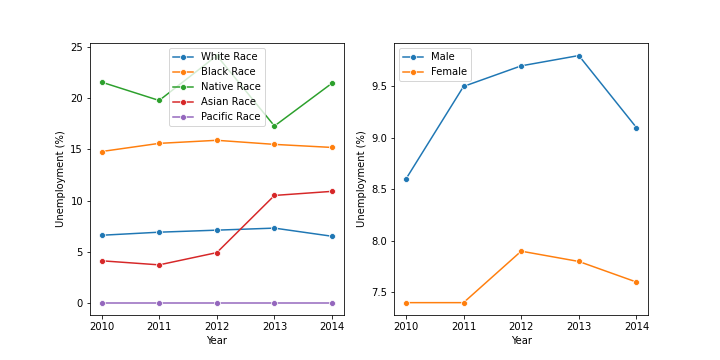 25
20
15
10
5
0
Unemployment (%)
2010 2011 2012 2013 2014
Year
White Race
Black Race
Native Race
Asian Race
Pacific Race
9.5
9.0
8.5
8.0
7.5
Unemployment (%)
2010 2011 2012 2013 2014
Year
Male
Female